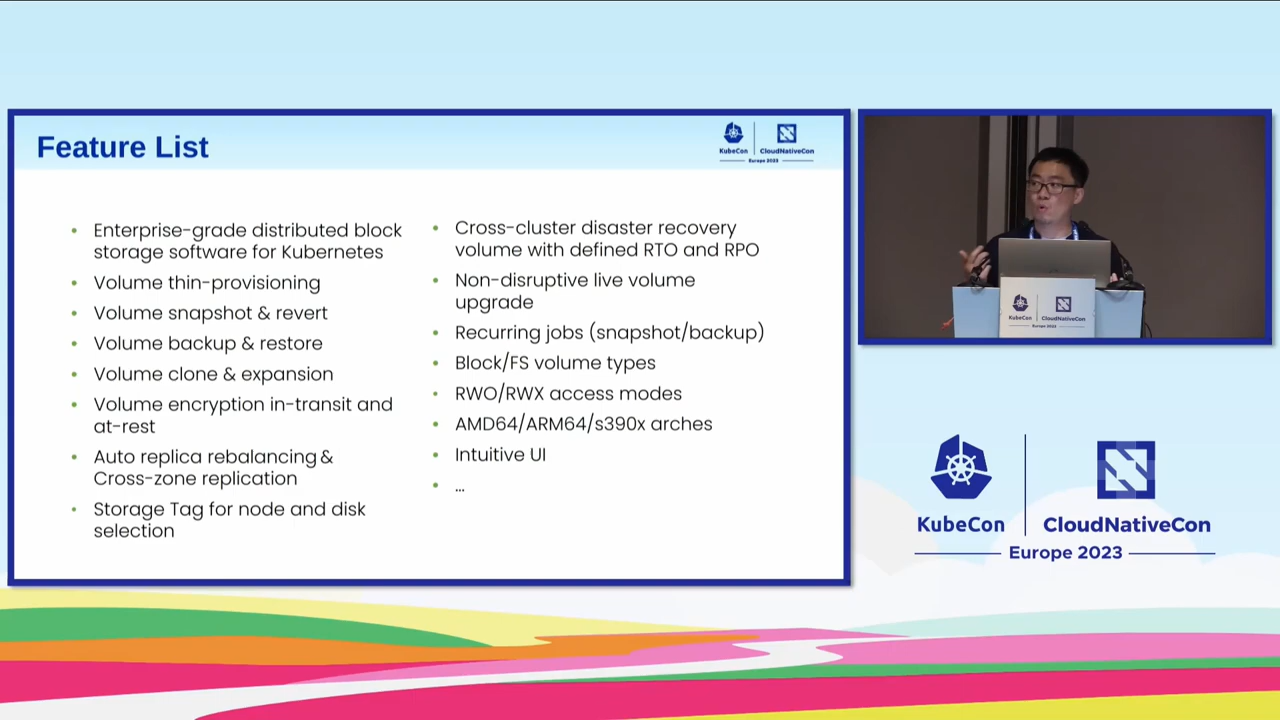 Feature List
KubeCon
CloudNativeCon
Europe 2023
• Enterprise-grade distributed block
storage software for Kubernetes
• Volume thin-provisioning
• Volume snapshot & revert
• Volume backup & restore
• Volume clone & expansion
• Volume encryption in-transit and
at-rest
• Auto replica rebalancing &
Cross-zone replication
• Storage Tag for node and disk
selection
• Cross-cluster disaster recovery
volume with defined RTO and RPO
• Non-disruptive live volume
upgrade
• Recurring jobs (snapshot/backup)
• Block/FS volume types
• RWO/RWX access modes
• AMD64/ARM64/s390x arches
• Intuitive UI
• ...
KubeCon
CloudNativeCon
Europe 2023
KubeCon
CloudNativeCon
Europe 2023